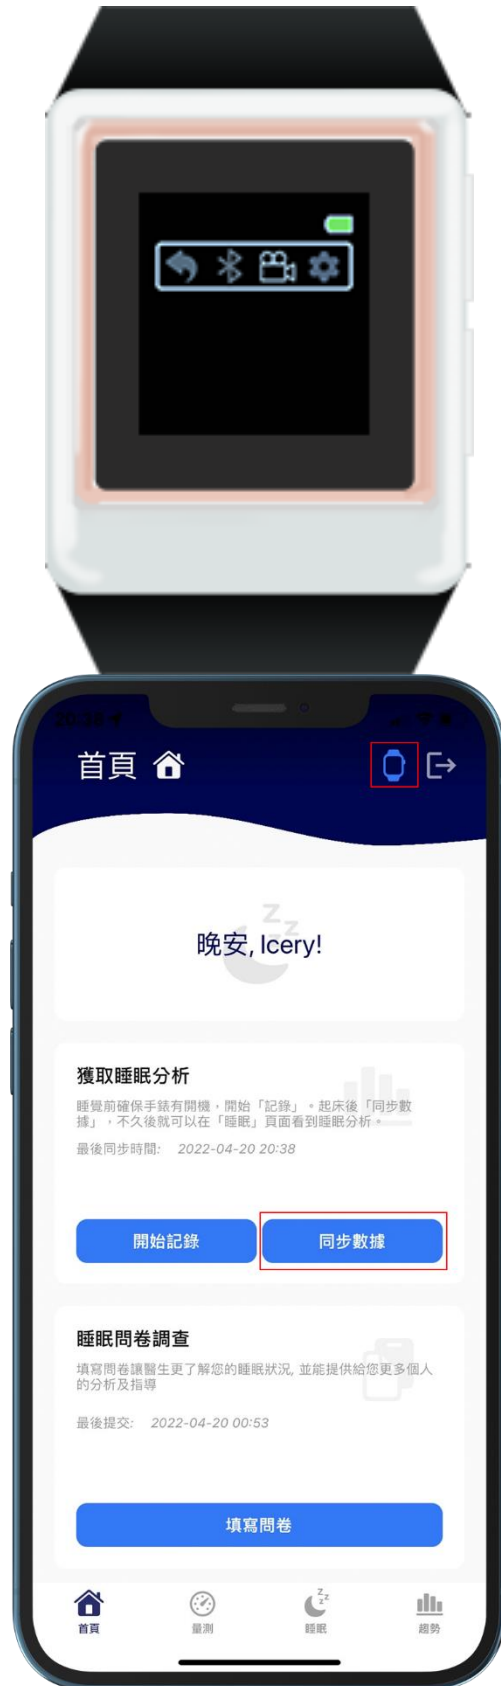 20:38
首頁
晚安, Icery!
獲取睡眠分析
睡覺前確保手錶有開機，開始「記錄」。起床後「同步數
據」，不久後就可以在「睡眠」頁面看到睡眠分析。
最後同步時間: 2022-04-20 20:38
開始記錄
同步數據
睡眠問卷調查
填寫問卷讓醫生更了解您的睡眠狀況, 並能提供給您更多個人
的分析及指導
最後提交: 2022-04-20 00:53
填寫問卷
首頁
量測
睡眠
趨勢